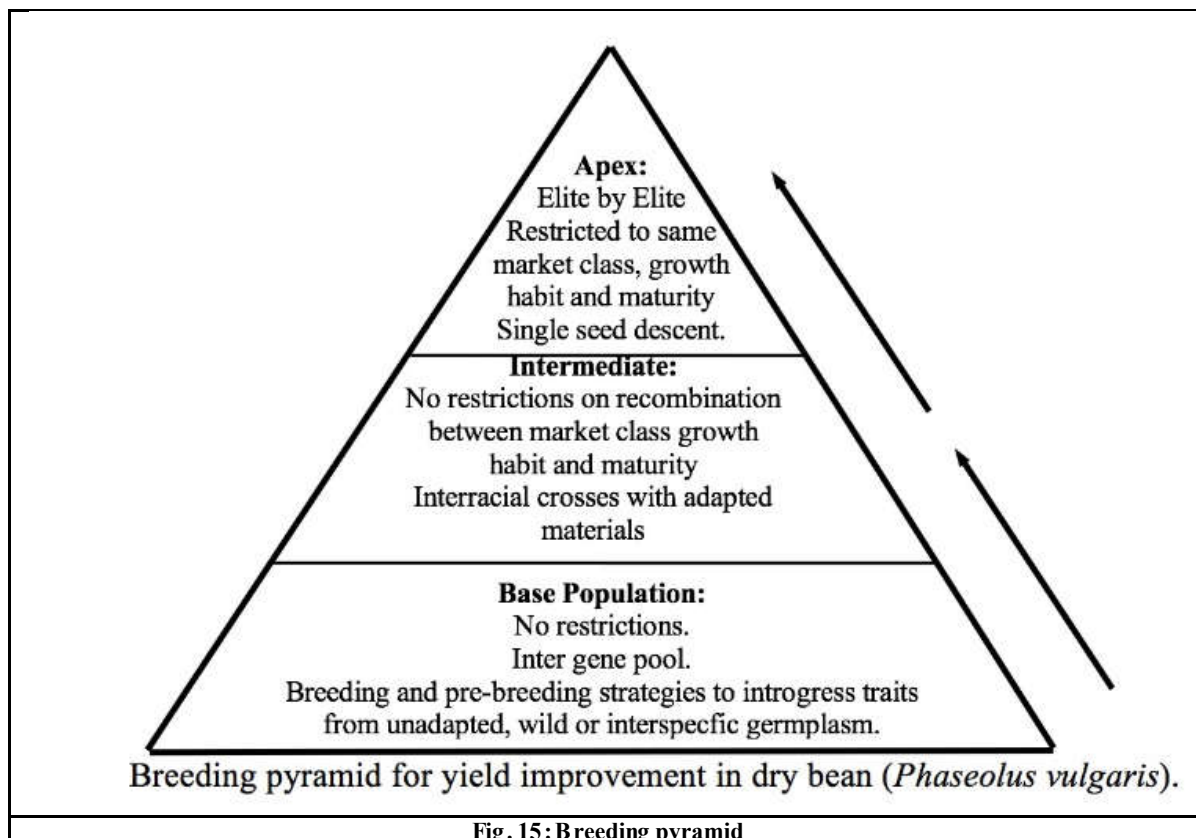 Apex:
Elite by Elite
Restricted to same
market class, growth
habit and maturity
Single seed descent.
Intermediate:
No restrictions on recombination
between market class growth
habit and maturity
Interracial crosses with adapted
materials
Base Population:
No restrictions.
Inter gene pool.
Breeding and pre-breeding strategies to introgress traits
from unadapted, wild or interspecfic germplasm.
Breeding pyramid for yield improvement in dry bean (Phaseolus vulgaris).
Fig. 15: Breeding pyramid